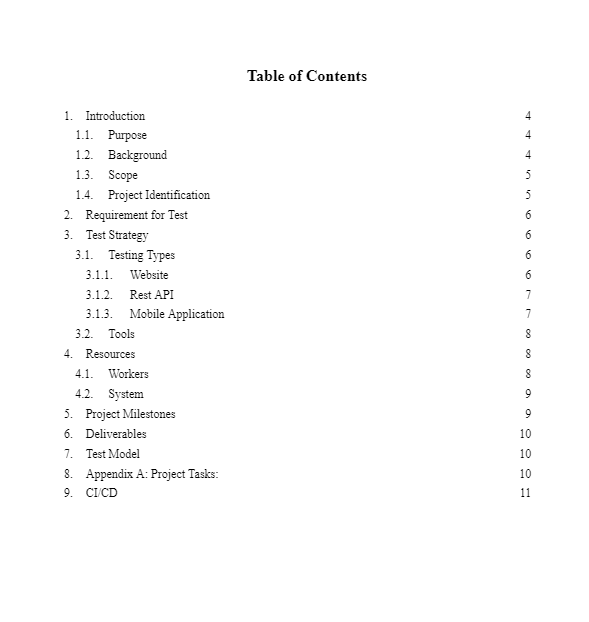 Table of Contents
1. Introduction 4
1.1. Purpose 4
1.2. Background 4
1.3. Scope 5
1.4. Project Identification 5
2. Requirement for Test 6
3. Test Strategy 6
3.1. Testing Types 6
3.1.1. Website 6
3.1.2. Rest API 7
3.1.3. Mobile Application 7
3.2. Tools 8
4. Resources 8
4.1. Workers 8
4.2. System 9
5. Project Milestones 9
6. Deliverables 10
7. Test Model 10
8. Appendix A: Project Tasks: 10
9. CI/CD 11